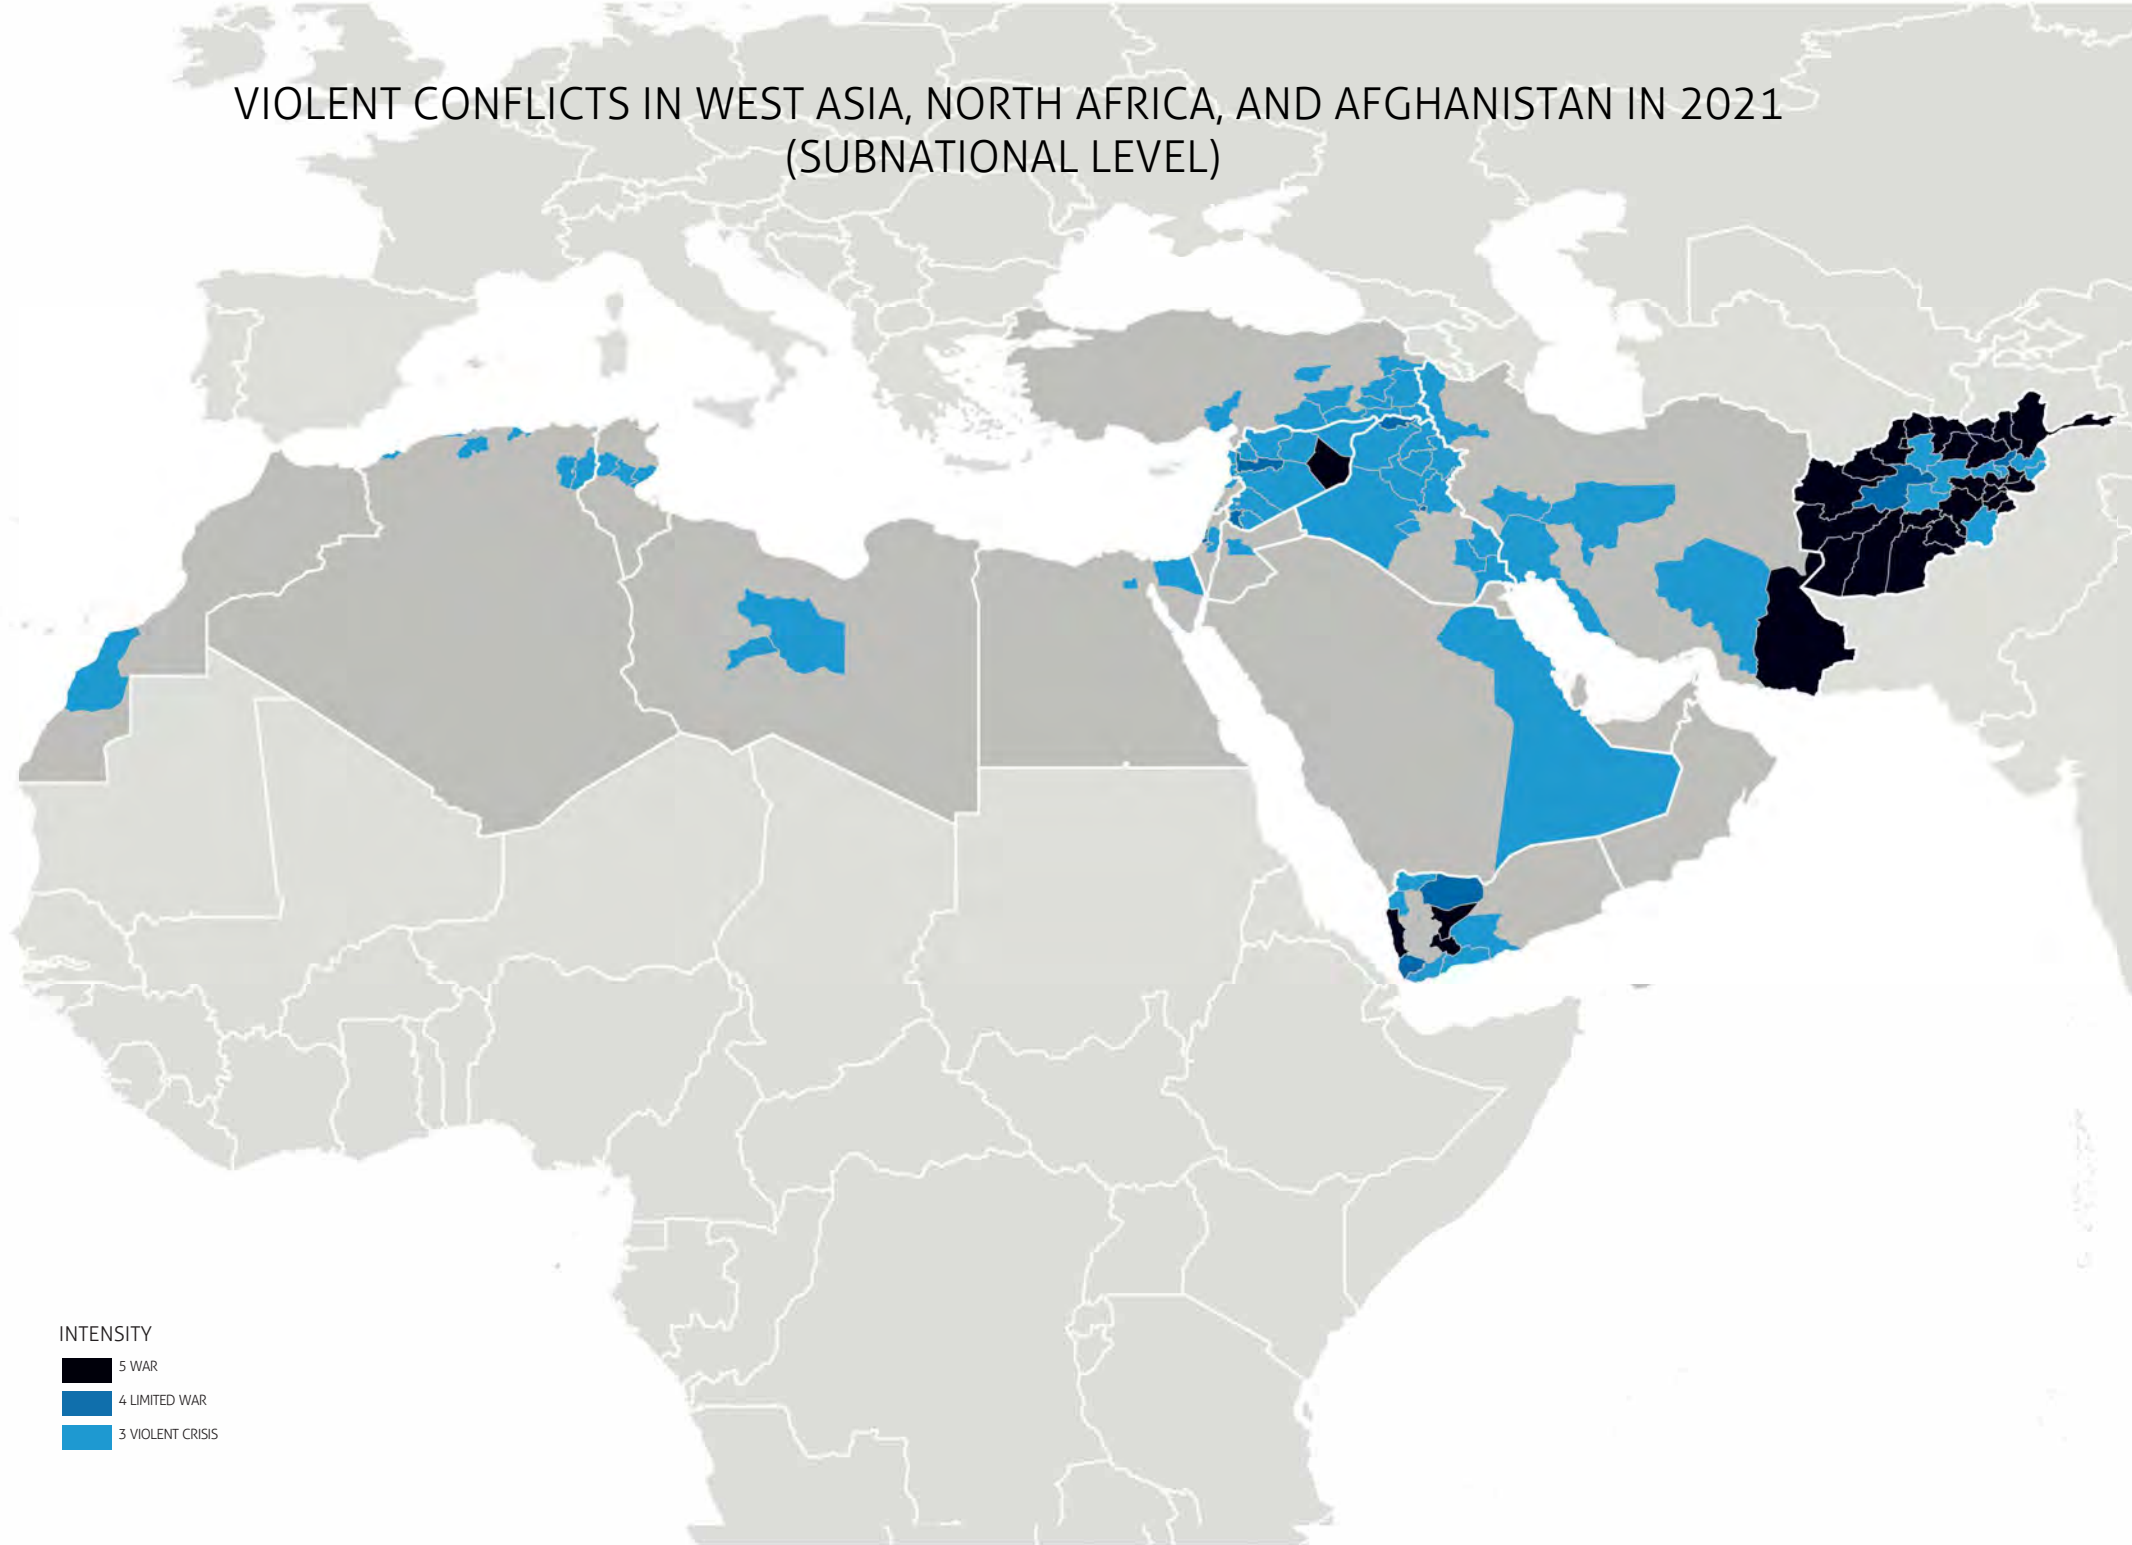 VIOLENT CONFLICTS IN WEST ASIA, NORTH AFRICA, AND AFGHANISTAN IN 2021
(SUBNATIONAL LEVEL)
INTENSITY
5 WAR
4 LIMITED WAR
3 VIOLENT CRISIS